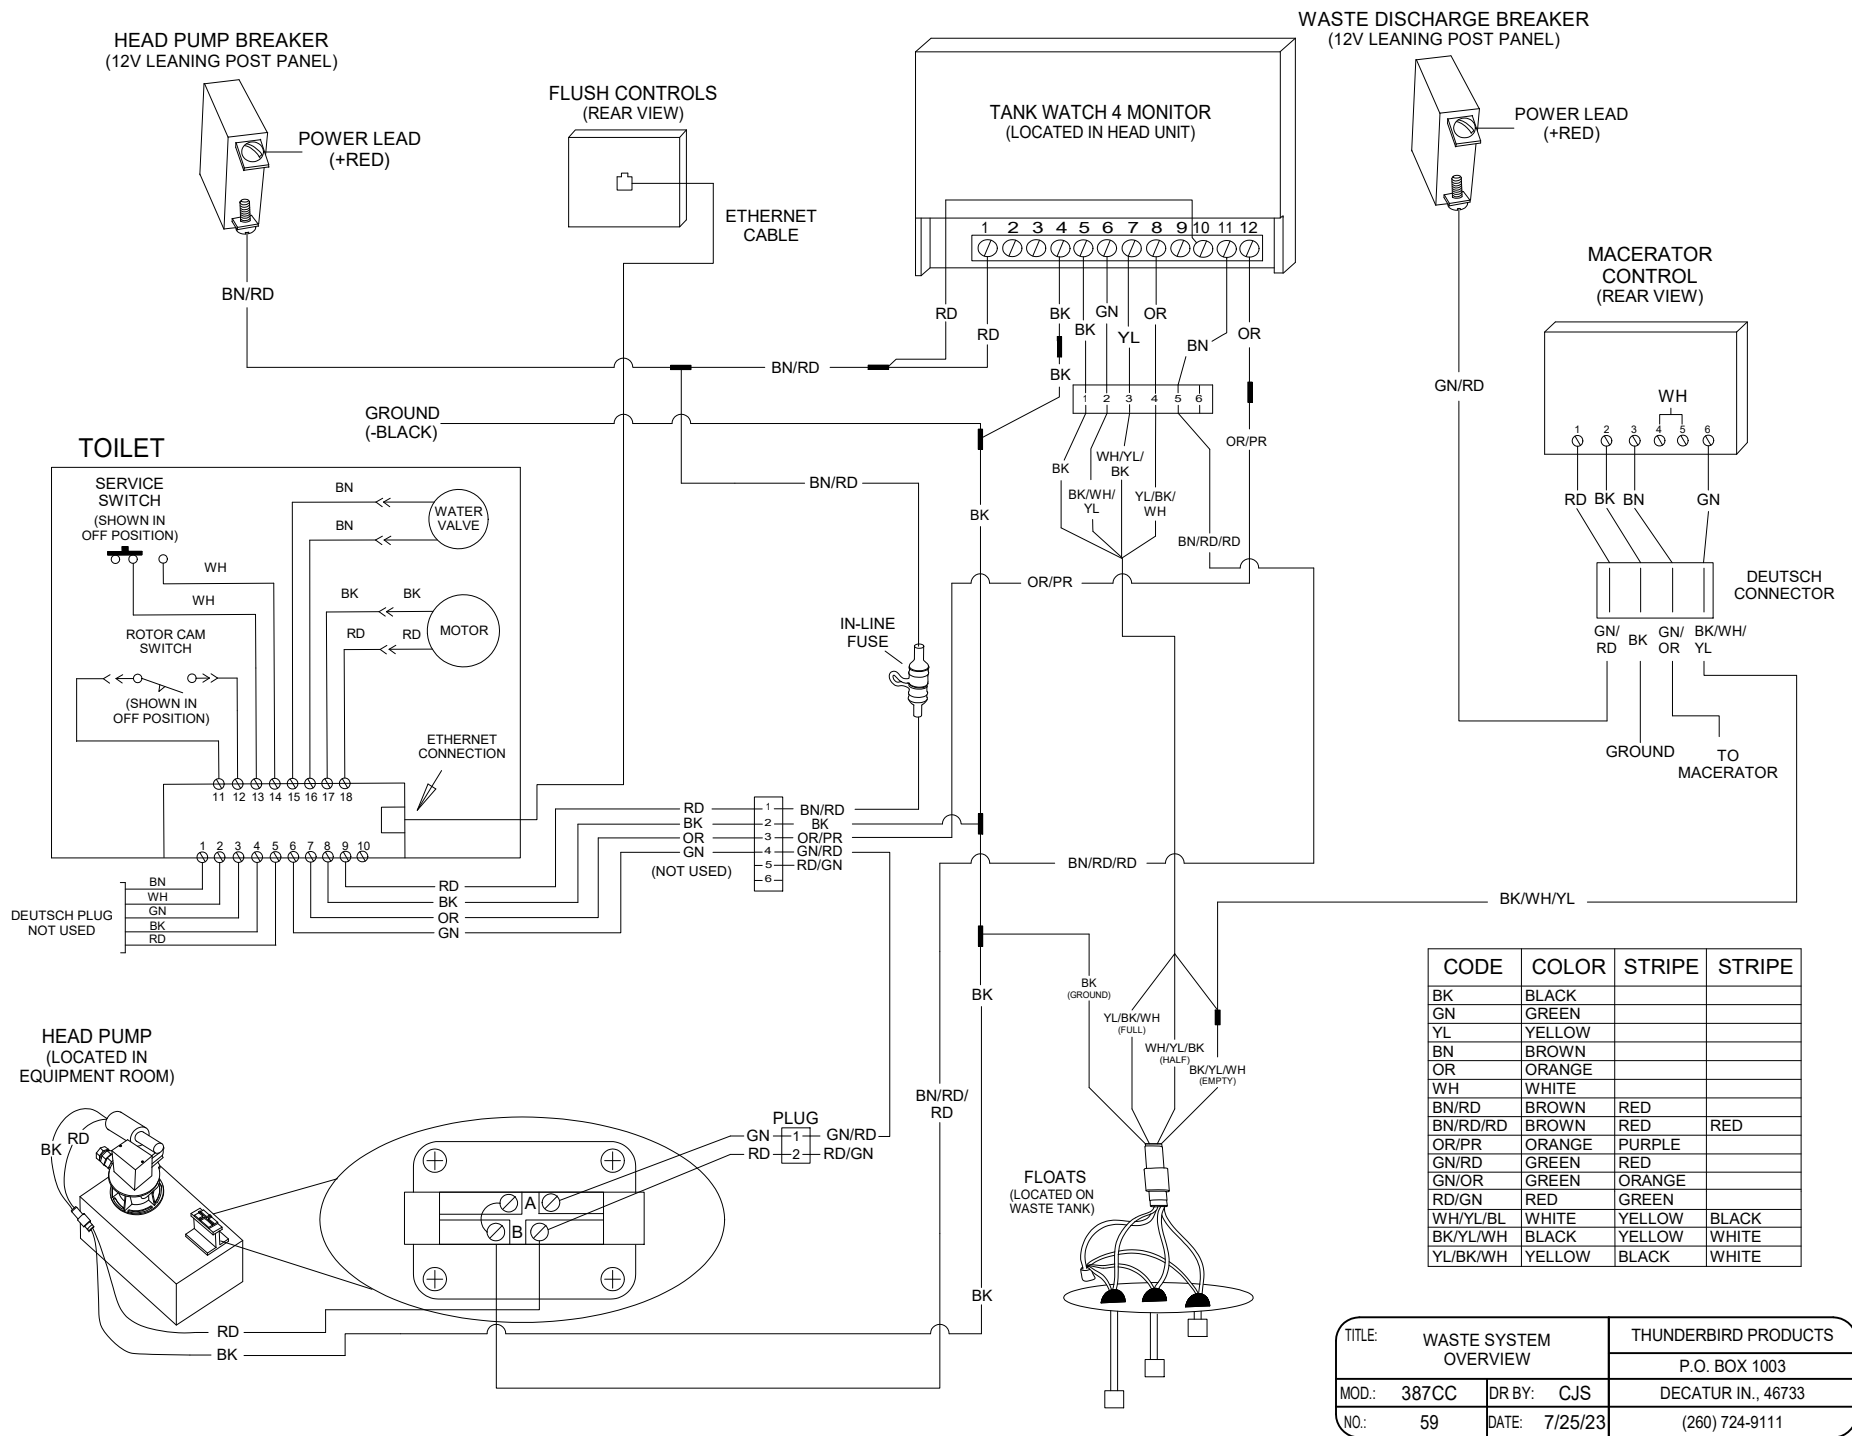 HEAD PUMP BREAKER
(12V LEANING POST PANEL)
POWER LEAD
(+RED)
BN/RD
FLUSH CONTROLS
(REAR VIEW)
ETHERNET
CABLE
TANK WATCH 4 MONITOR
(LOCATED IN HEAD UNIT)
1 2 3 4 5 6 7 8 9 10 11 12
RD
RD
BK
BK
GN
YL
OR
BN
OR
BK
BN/RD
1 2 3 4 5 6
WASTE DISCHARGE BREAKER
(12V LEANING POST PANEL)
POWER LEAD
(+RED)
GN/RD
MACERATOR
CONTROL
(REAR VIEW)
WH
1 2 3 4 5 6
RD
BK
BN
GN
DEUTSCH
CONNECTOR
GN/
RD
BK
GN/
OR
BK/WH/
YL
GROUND
TO
MACERATOR
GROUND
(-BLACK)
BN/RD
BK
BK
BK/WH/
YL
WH/YL/
BK
YL/BK/
WH
OR/PR
BN/RD/RD
OR/PR
TOILET
SERVICE
SWITCH
(SHOWN IN
OFF POSITION)
WH
WH
BN
BN
WATER
VALVE
BK
BK
RD
RD
MOTOR
ROTOR CAM
SWITCH
(SHOWN IN
OFF POSITION)
ETHERNET
CONNECTION
11 12 13 14 15 16 17 18
1 2 3 4 5 6 7 8 9 10
IN-LINE
FUSE
BN
WH
GN
BK
RD
DEUTSCH PLUG
NOT USED
RD
BK
OR
GN
RD 1 BN/RD
BK 2 BK
OR 3 OR/PR
GN 4 GN/RD
(NOT USED) 5 RD/GN
6
BN/RD/RD
BK/WH/YL
BK
BK
(GROUND)
YL/BK/WH
(FULL)
WH/YL/BK
(HALF)
BK/YL/WH
(EMPTY)
FLOATS
(LOCATED ON
WASTE TANK)
BN/RD/
RD
BK
HEAD PUMP
(LOCATED IN
EQUIPMENT ROOM)
BK
RD
RD
BK
A
B
PLUG
GN 1 GN/RD
RD 2 RD/GN
CODE COLOR STRIPE STRIPE
BK BLACK
GN GREEN
YL YELLOW
BN BROWN
OR ORANGE
WH WHITE
BN/RD BROWN RED
BN/RD/RD BROWN RED RED
OR/PR ORANGE PURPLE
GN/RD GREEN RED
GN/OR GREEN ORANGE
RD/GN RED GREEN
WH/YL/BL WHITE YELLOW BLACK
BK/YL/WH BLACK YELLOW WHITE
YL/BK/WH YELLOW BLACK WHITE
TITLE: WASTE SYSTEM
OVERVIEW
THUNDERBIRD PRODUCTS
P.O. BOX 1003
MOD.: 387CC DR BY: CJS DECATUR IN., 46733
NO.: 59 DATE: 7/25/23 (260) 724-9111